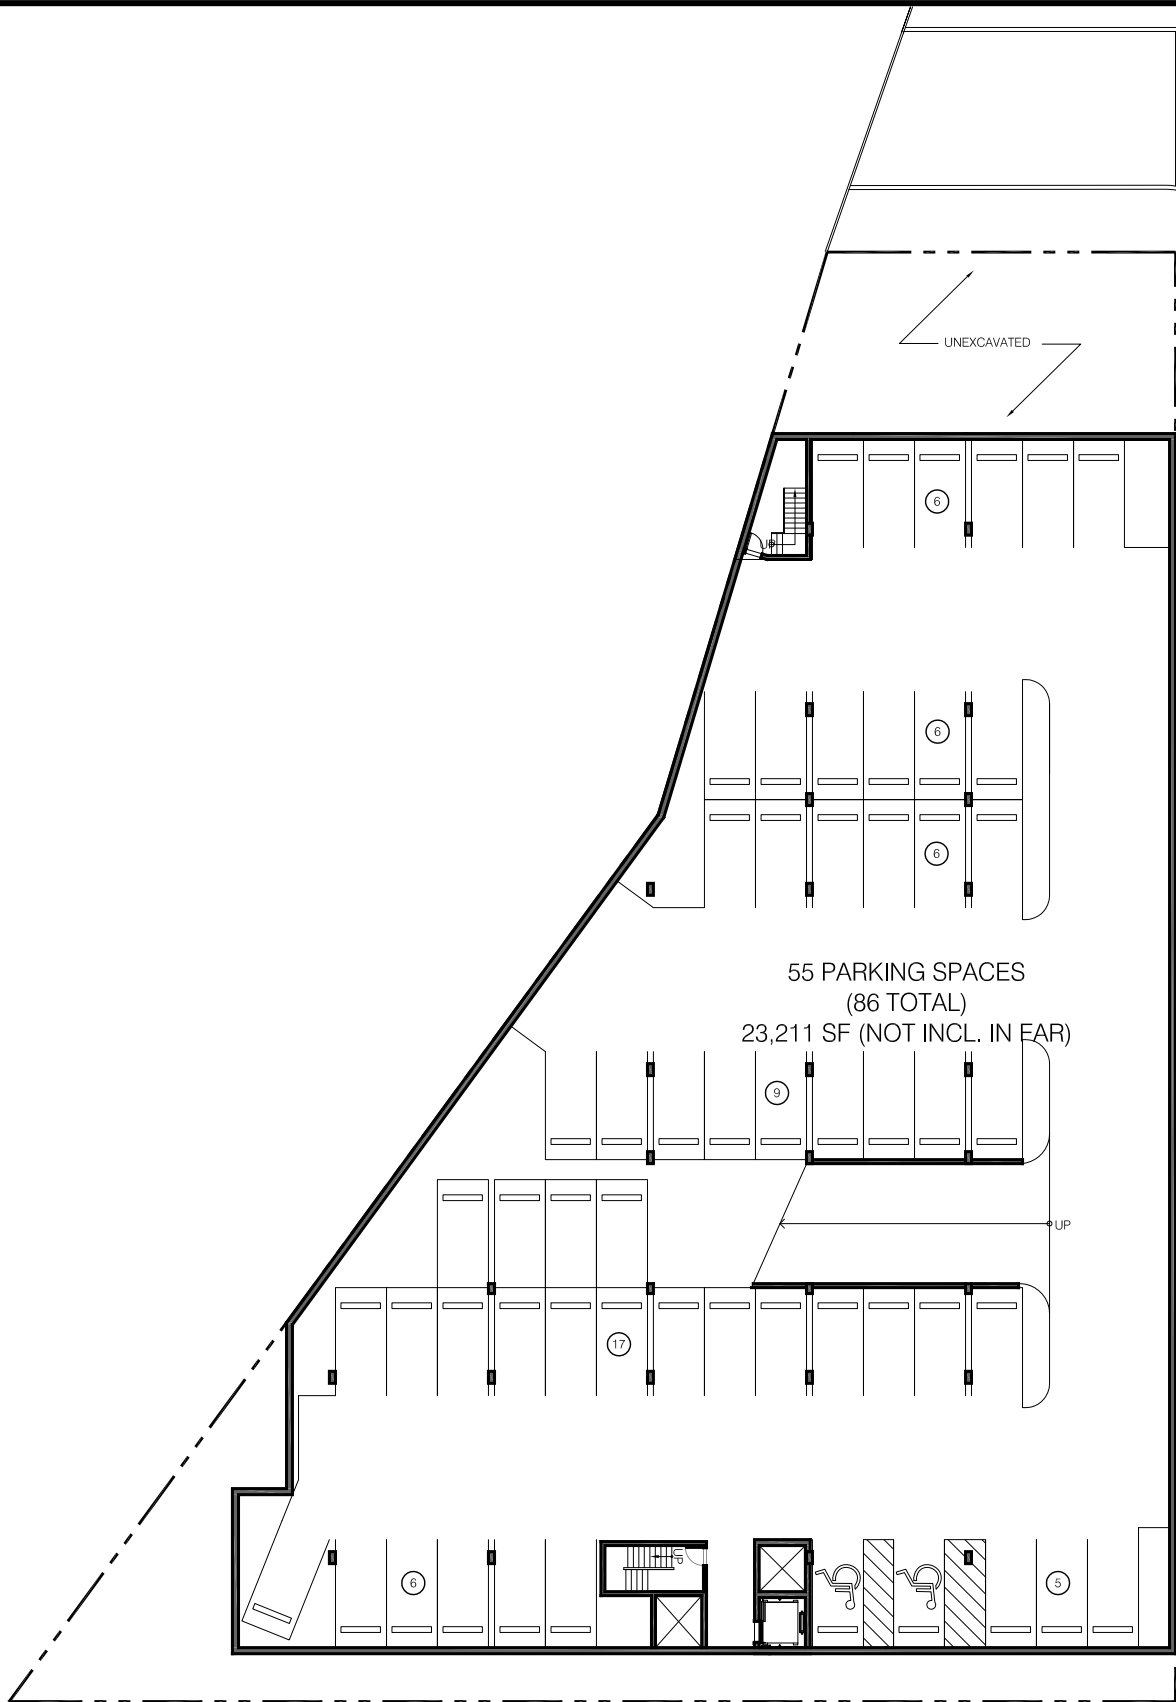 UNEXCAVATED
6
UP
6
6
55 PARKING SPACES
(86 TOTAL)
23,211 SF (NOT INCL. IN FAR)
9
UP
17
UP
6
5